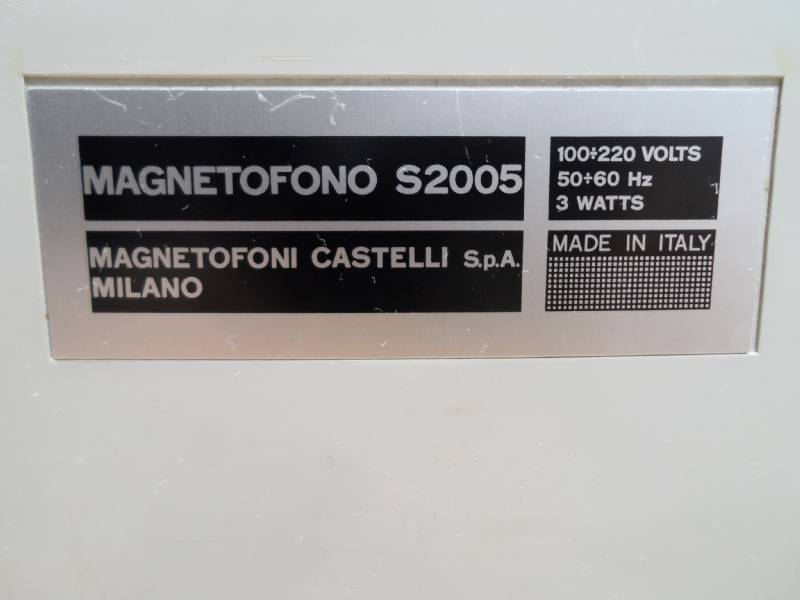 MAGNETOFONO S2005
MAGNETOFONI CASTELLI S.p.A.
MILANO
100÷220 VOLTS
50÷60 Hz
3 WATTS
MADE IN ITALY